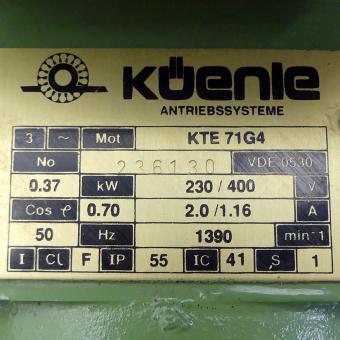 KÜENLE
ANTRIEBSSYSTEME
3 ~ Mot KTE 71G4
No 236130 VDE 0530
0.37 kW 230 / 400 V
Cos φ 0.70 2.0 / 1.16 A
50 Hz 1390 min⁻¹
I Cl F IP 55 IC 41 S 1